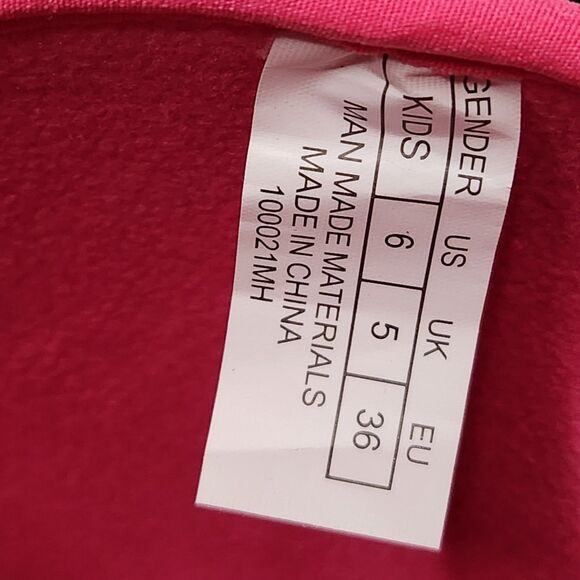 GENDER US UK EU
KIDS 6 5 36
MAN MADE MATERIALS
MADE IN CHINA
100021MH